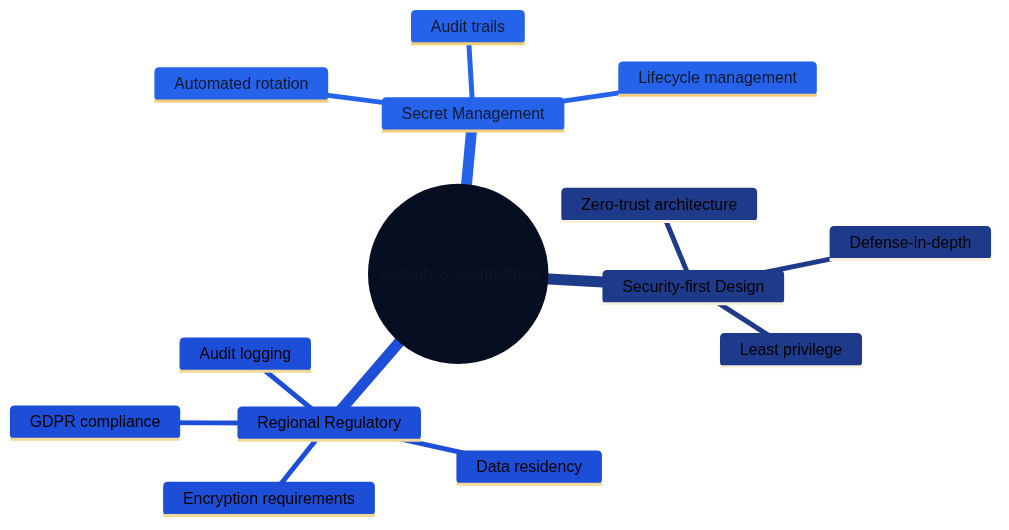 Audit trails
Automated rotation
Lifecycle management
Secret Management
Zero-trust architecture
Defense-in-depth
Security & Compliance
Security-first Design
Least privilege
Audit logging
GDPR compliance
Regional Regulatory
Data residency
Encryption requirements